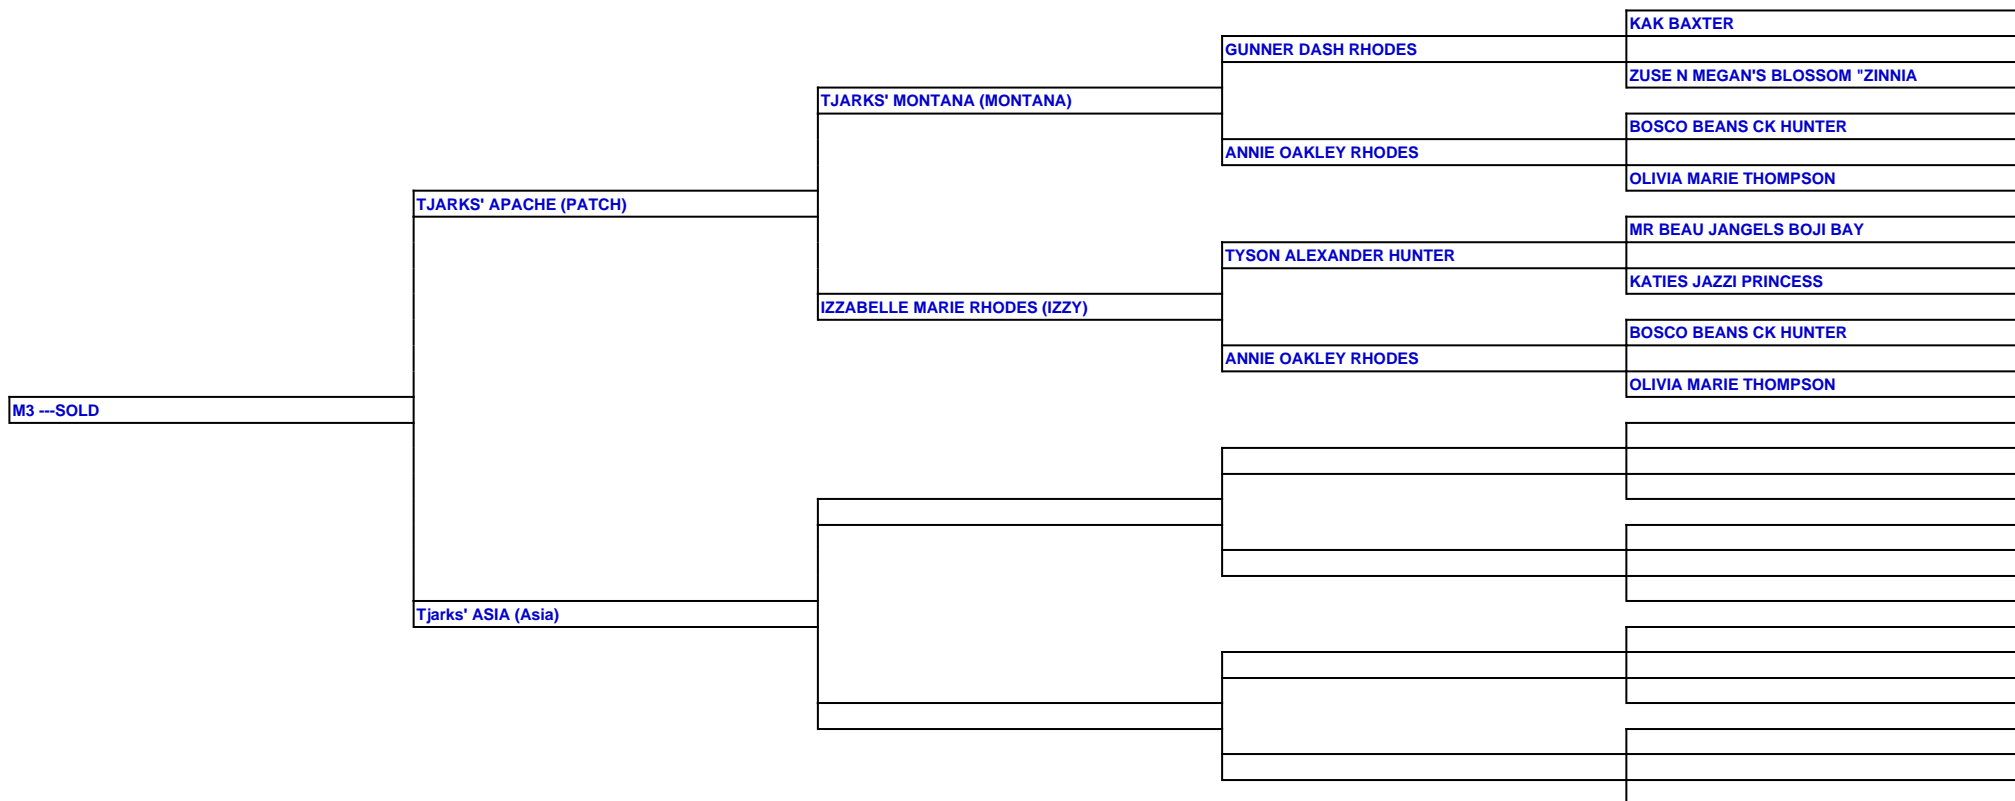 KAK BAXTER
GUNNER DASH RHODES
ZUSE N MEGAN'S BLOSSOM "ZINNIA
TJARKS' MONTANA (MONTANA)
BOSCO BEANS CK HUNTER
ANNIE OAKLEY RHODES
OLIVIA MARIE THOMPSON
TJARKS' APACHE (PATCH)
MR BEAU JANGELS BOJI BAY
TYSON ALEXANDER HUNTER
KATIES JAZZI PRINCESS
IZZABELLE MARIE RHODES (IZZY)
BOSCO BEANS CK HUNTER
ANNIE OAKLEY RHODES
OLIVIA MARIE THOMPSON
M3 ---SOLD
Tjarks' ASIA (Asia)